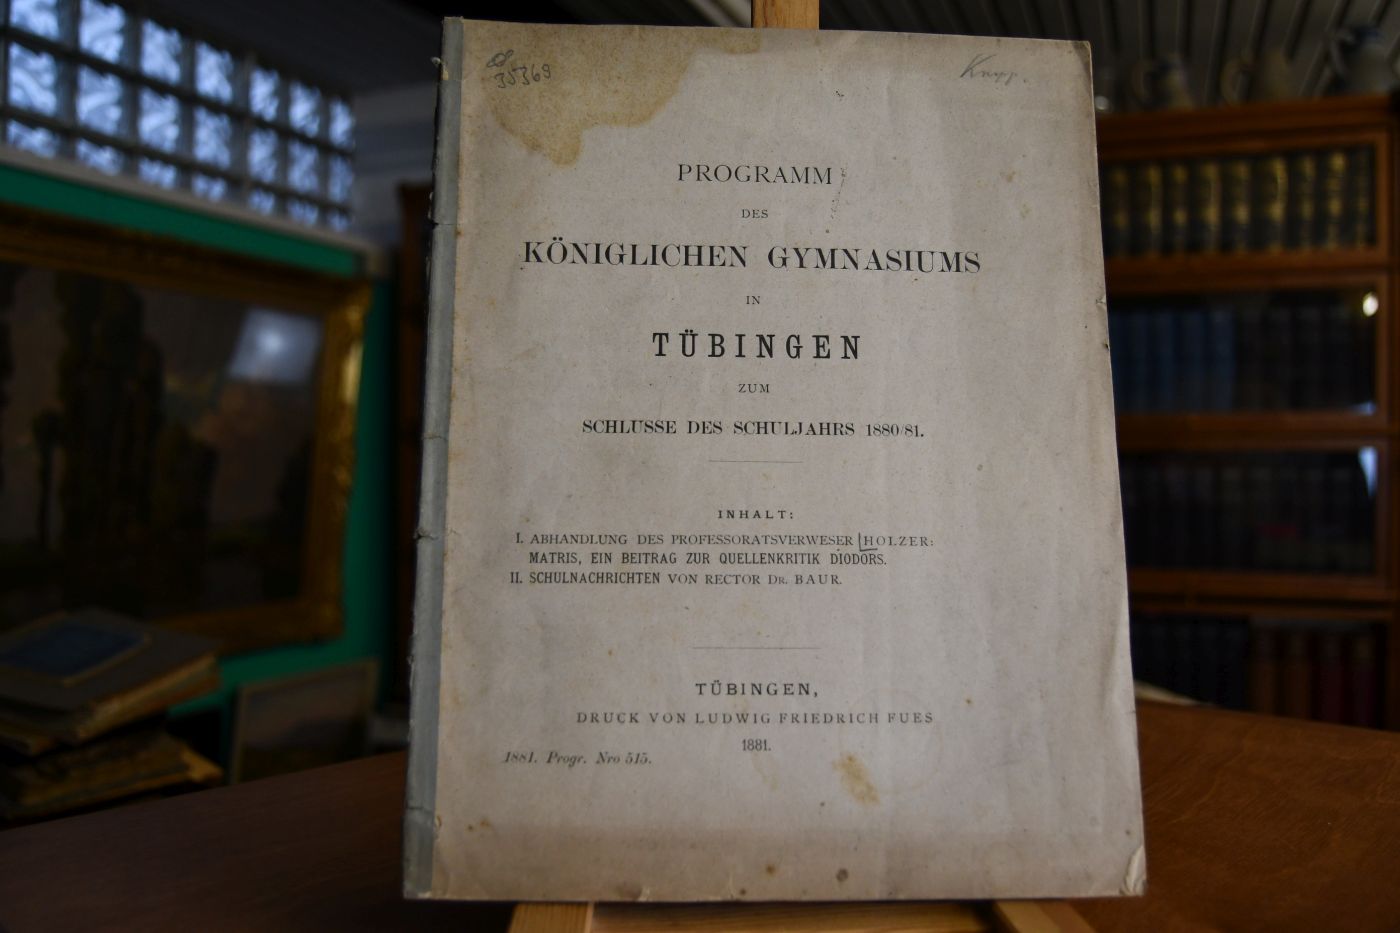 35369
Knapp.
PROGRAMM
DES
KÖNIGLICHEN GYMNASIUMS
IN
TÜBINGEN
ZUM
SCHLUSSE DES SCHULJAHRS 1880/81.
INHALT:
I. ABHANDLUNG DES PROFESSORATSVERWESER HOLZER:
MATRIS, EIN BEITRAG ZUR QUELLENKRITIK DIODORS.
II. SCHULNACHRICHTEN VON RECTOR DR. BAUR.
TÜBINGEN,
DRUCK VON LUDWIG FRIEDRICH FUES
1881.
1881. Progr. Nro 515.